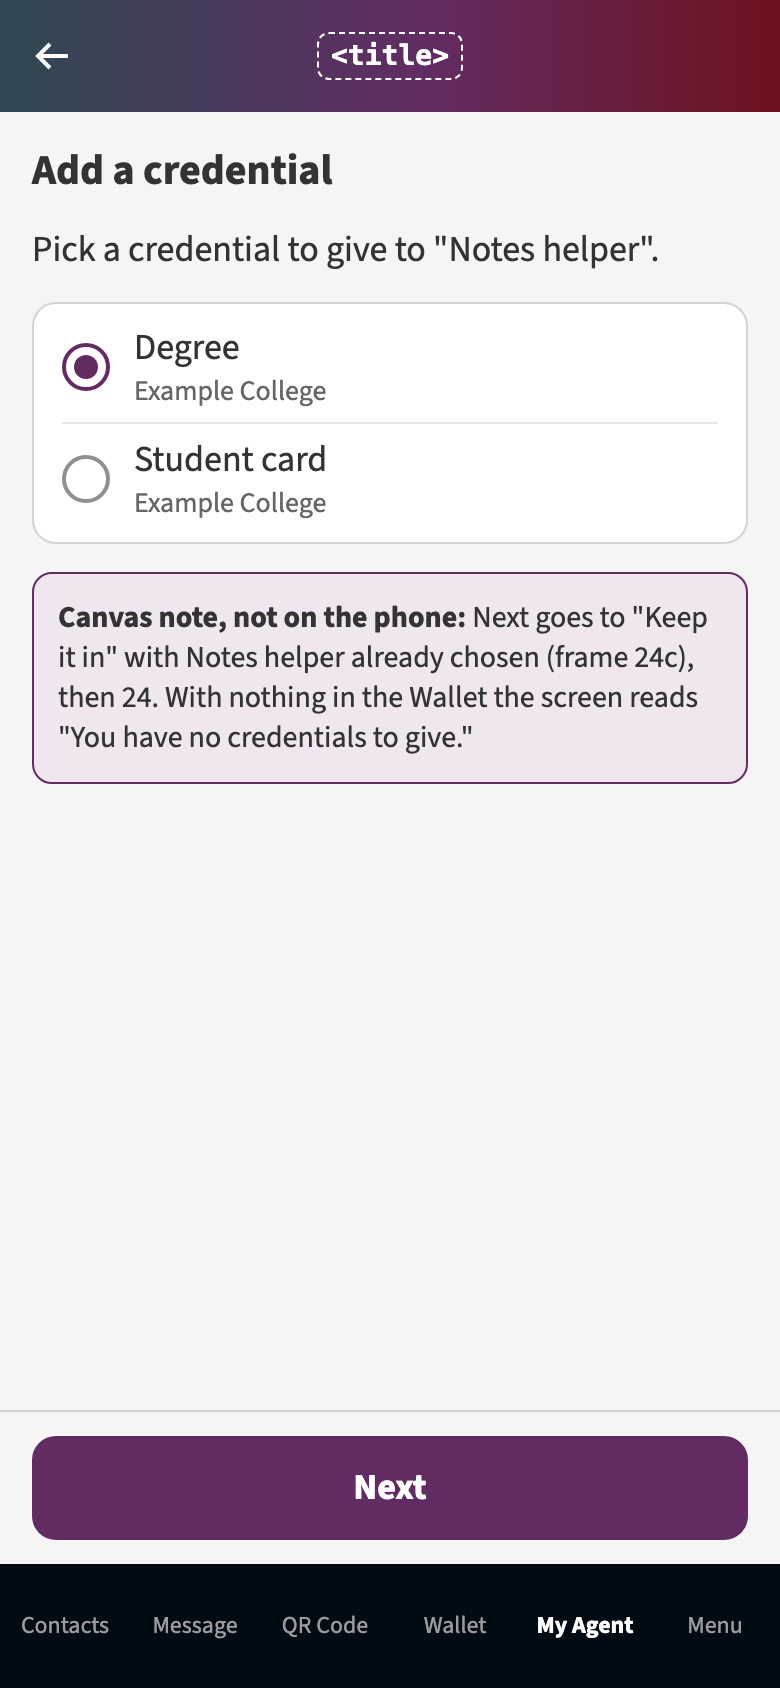 <title>
Add a credential
Pick a credential to give to "Notes helper".
Degree
Example College
Student card
Example College
Canvas note, not on the phone: Next goes to "Keep
it in" with Notes helper already chosen (frame 24c),
then 24. With nothing in the Wallet the screen reads
"You have no credentials to give."
Next
Contacts Message QR Code Wallet My Agent Menu